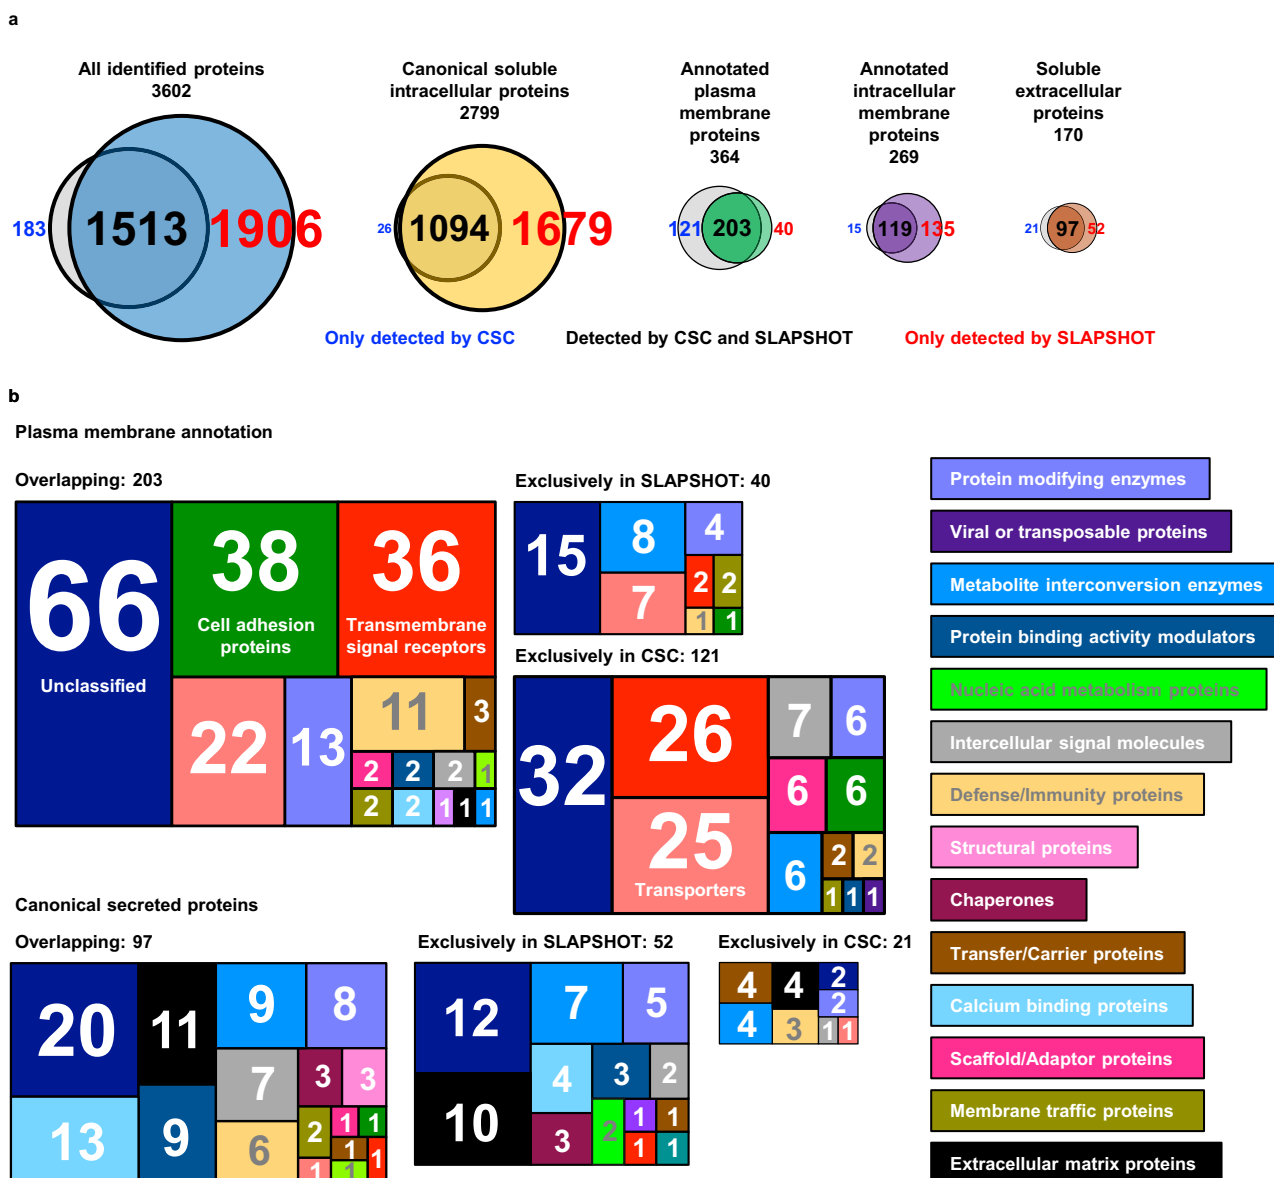 a
All identified proteins
3602
Canonical soluble
intracellular proteins
2799
Annotated
plasma
membrane
proteins
364
Annotated
intracellular
membrane
proteins
269
Soluble
extracellular
proteins
170
183
1513
1906
26
1094
1679
121
203
40
15
119
135
21
97
52
Only detected by CSC
Detected by CSC and SLAPSHOT
Only detected by SLAPSHOT
b
Plasma membrane annotation
Overlapping: 203
66
Unclassified
38
Cell adhesion
proteins
36
Transmembrane
signal receptors
22
13
11
3
2
2
2
1
2
2
1
1
1
Exclusively in SLAPSHOT: 40
15
8
4
7
2
2
1
1
Exclusively in CSC: 121
32
26
25
Transporters
7
6
6
6
6
2
2
1
1
1
Canonical secreted proteins
Overlapping: 97
20
11
9
8
13
9
7
3
3
6
2
1
1
1
1
1
1
Exclusively in SLAPSHOT: 52
12
7
5
10
4
3
2
3
2
1
1
1
1
Exclusively in CSC: 21
4
4
2
2
4
3
1
1
Protein modifying enzymes
Viral or transposable proteins
Metabolite interconversion enzymes
Protein binding activity modulators
Nucleic acid metabolism proteins
Intercellular signal molecules
Defense/Immunity proteins
Structural proteins
Chaperones
Transfer/Carrier proteins
Calcium binding proteins
Scaffold/Adaptor proteins
Membrane traffic proteins
Extracellular matrix proteins